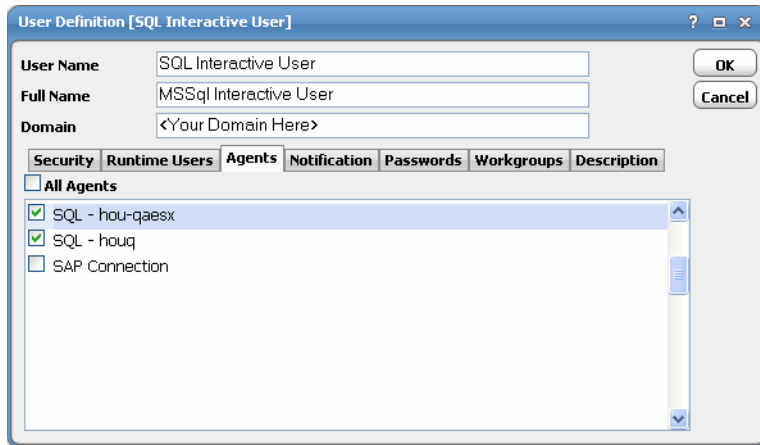 User Definition [SQL Interactive User]
User Name SQL Interactive User
OK
Full Name MSSql Interactive User
Cancel
Domain <Your Domain Here>
Security Runtime Users Agents Notification Passwords Workgroups Description
All Agents
SQL - hou-qaesx
SQL - houq
SAP Connection